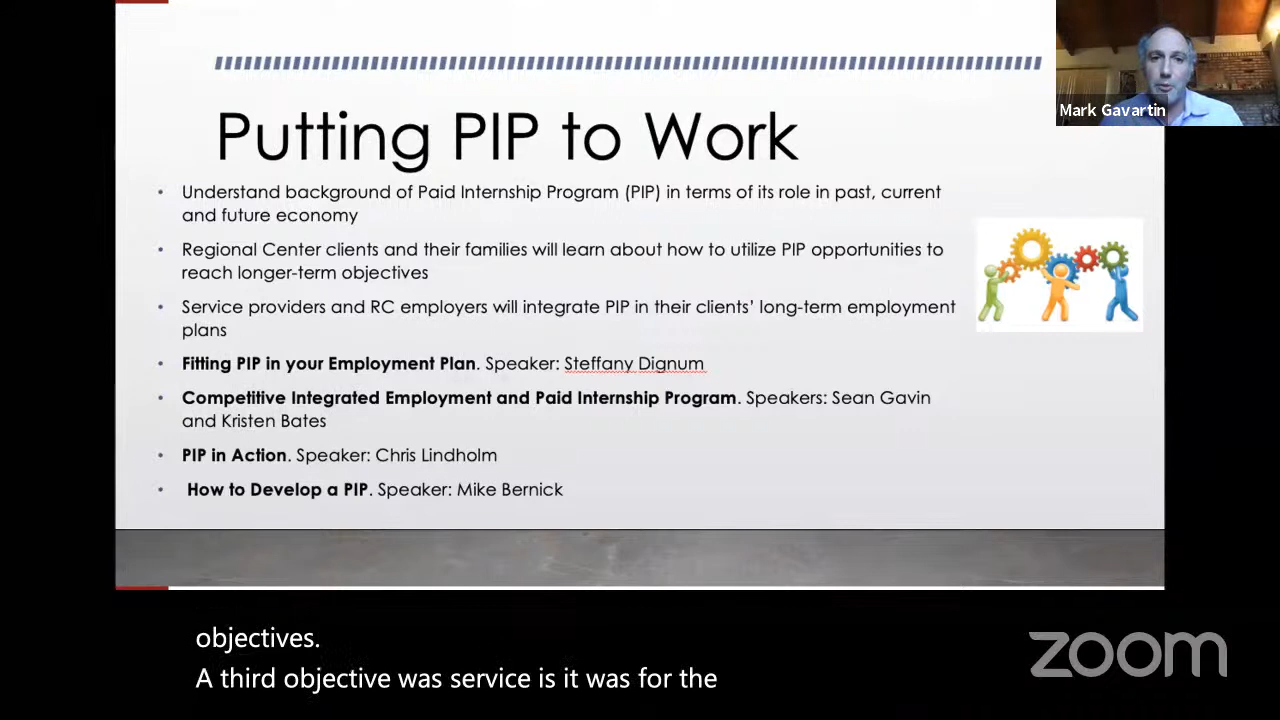 Putting PIP to Work
• Understand background of Paid Internship Program (PIP) in terms of its role in past, current
and future economy
• Regional Center clients and their families will learn about how to utilize PIP opportunities to
reach longer-term objectives
• Service providers and RC employers will integrate PIP in their clients’ long-term employment
plans
• Fitting PIP in your Employment Plan. Speaker: Steffany Dignum
• Competitive Integrated Employment and Paid Internship Program. Speakers: Sean Gavin
and Kristen Bates
• PIP in Action. Speaker: Chris Lindholm
• How to Develop a PIP. Speaker: Mike Bernick
Mark Gavartin
objectives.
A third objective was service is it was for the
zoom